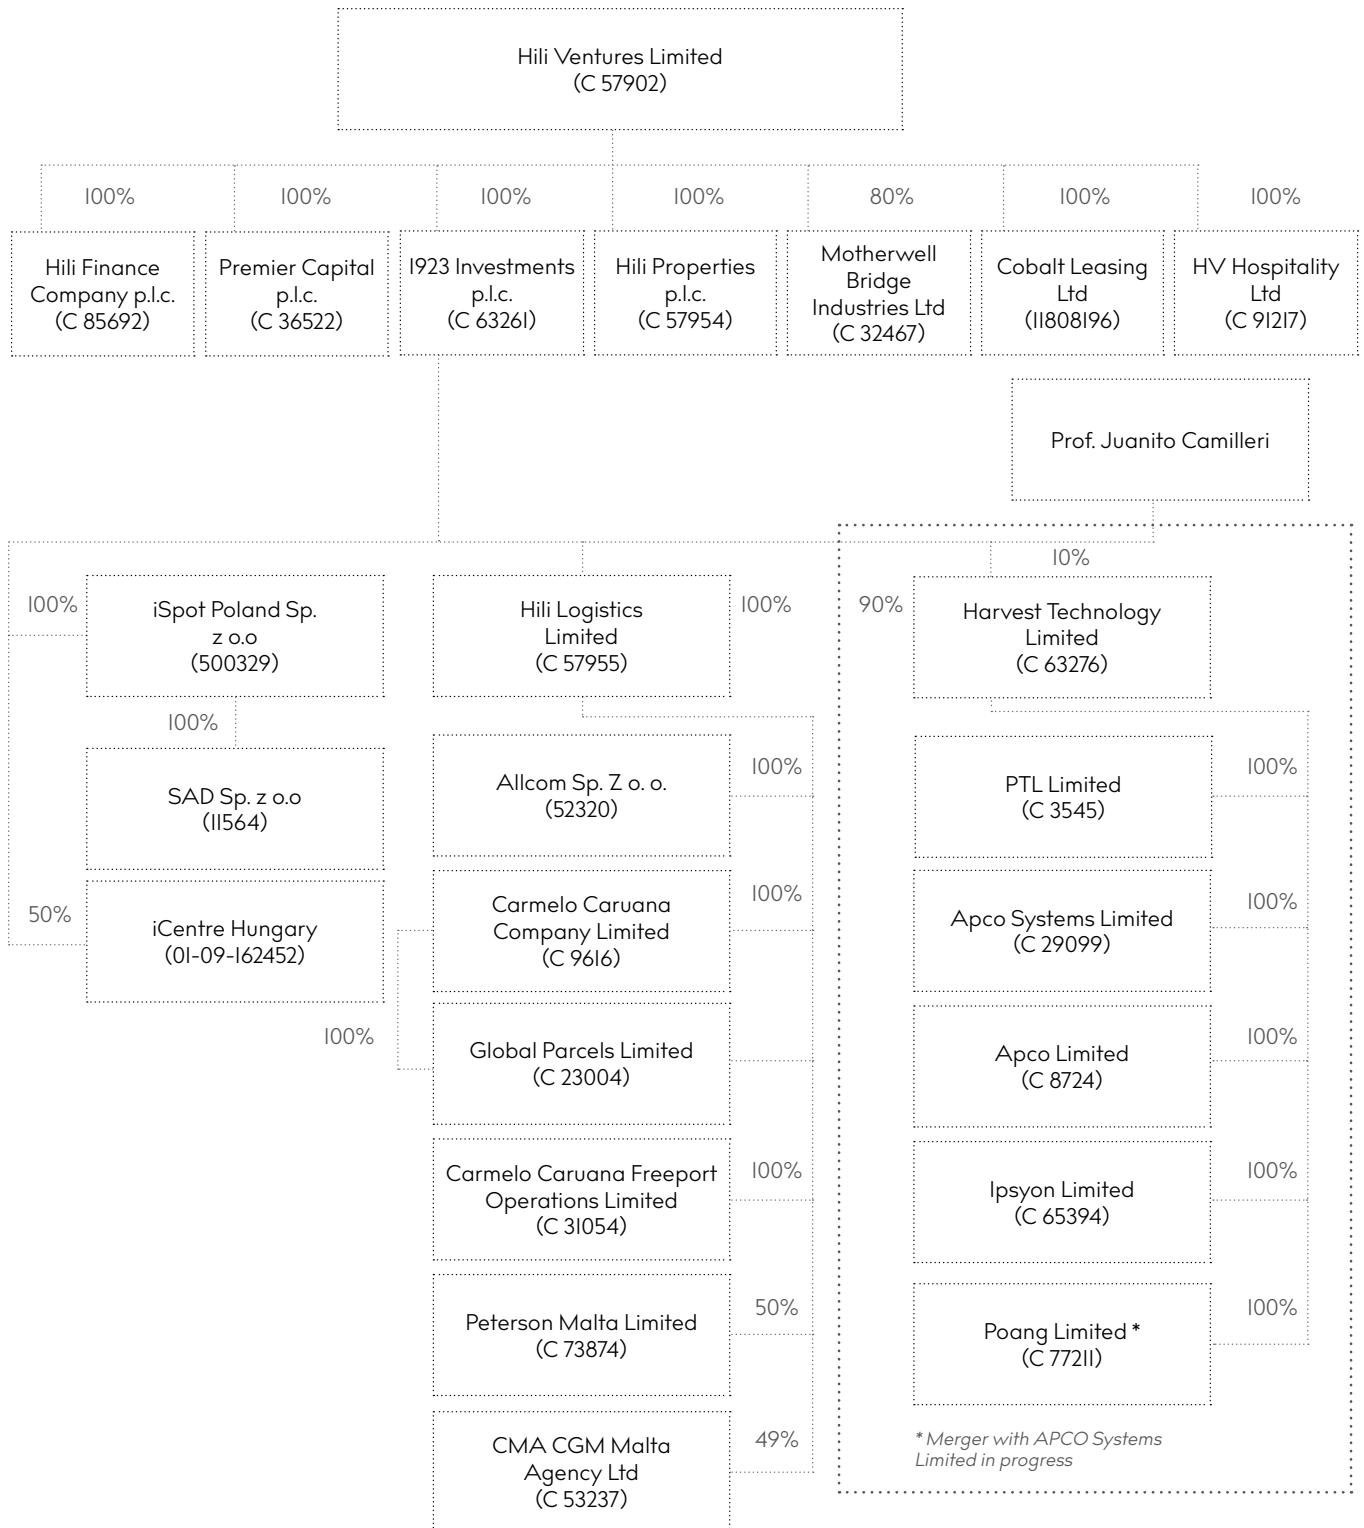 Hili Ventures Limited
(C 57902)
100%
100%
100%
100%
80%
100%
100%
Hili Finance
Company p.l.c.
(C 85692)
Premier Capital
p.l.c.
(C 36522)
1923 Investments
p.l.c.
(C 63261)
Hili Properties
p.l.c.
(C 57954)
Motherwell
Bridge
Industries Ltd
(C 32467)
Cobalt Leasing
Ltd
(11808196)
HV Hospitality
Ltd
(C 91217)
Prof. Juanito Camilleri
10%
100%
iSpot Poland Sp.
z o.o
(500329)
Hili Logistics
Limited
(C 57955)
100%
90%
Harvest Technology
Limited
(C 63276)
100%
SAD Sp. z o.o
(11564)
50%
iCentre Hungary
(01-09-162452)
Allcom Sp. Z o. o.
(52320)
100%
Carmelo Caruana
Company Limited
(C 9616)
100%
100%
Global Parcels Limited
(C 23004)
Carmelo Caruana Freeport
Operations Limited
(C 31054)
100%
Peterson Malta Limited
(C 73874)
50%
CMA CGM Malta
Agency Ltd
(C 53237)
49%
PTL Limited
(C 3545)
100%
Apco Systems Limited
(C 29099)
100%
Apco Limited
(C 8724)
100%
Ipsyon Limited
(C 65394)
100%
Poang Limited *
(C 77211)
100%
* Merger with APCO Systems
Limited in progress